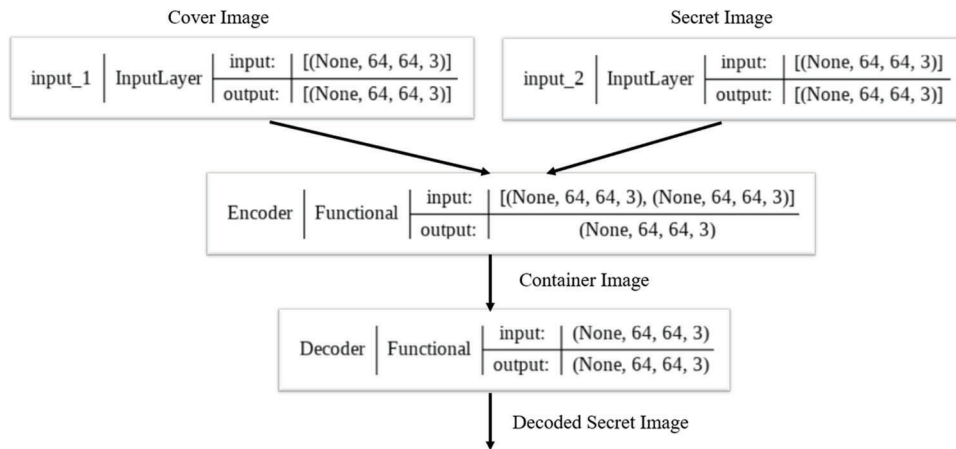 Cover Image
Secret Image
input_1 InputLayer input: [(None, 64, 64, 3)]
output: [(None, 64, 64, 3)]
input_2 InputLayer input: [(None, 64, 64, 3)]
output: [(None, 64, 64, 3)]
Encoder Functional input: [(None, 64, 64, 3), (None, 64, 64, 3)]
output: (None, 64, 64, 3)
Container Image
Decoder Functional input: (None, 64, 64, 3)
output: (None, 64, 64, 3)
Decoded Secret Image